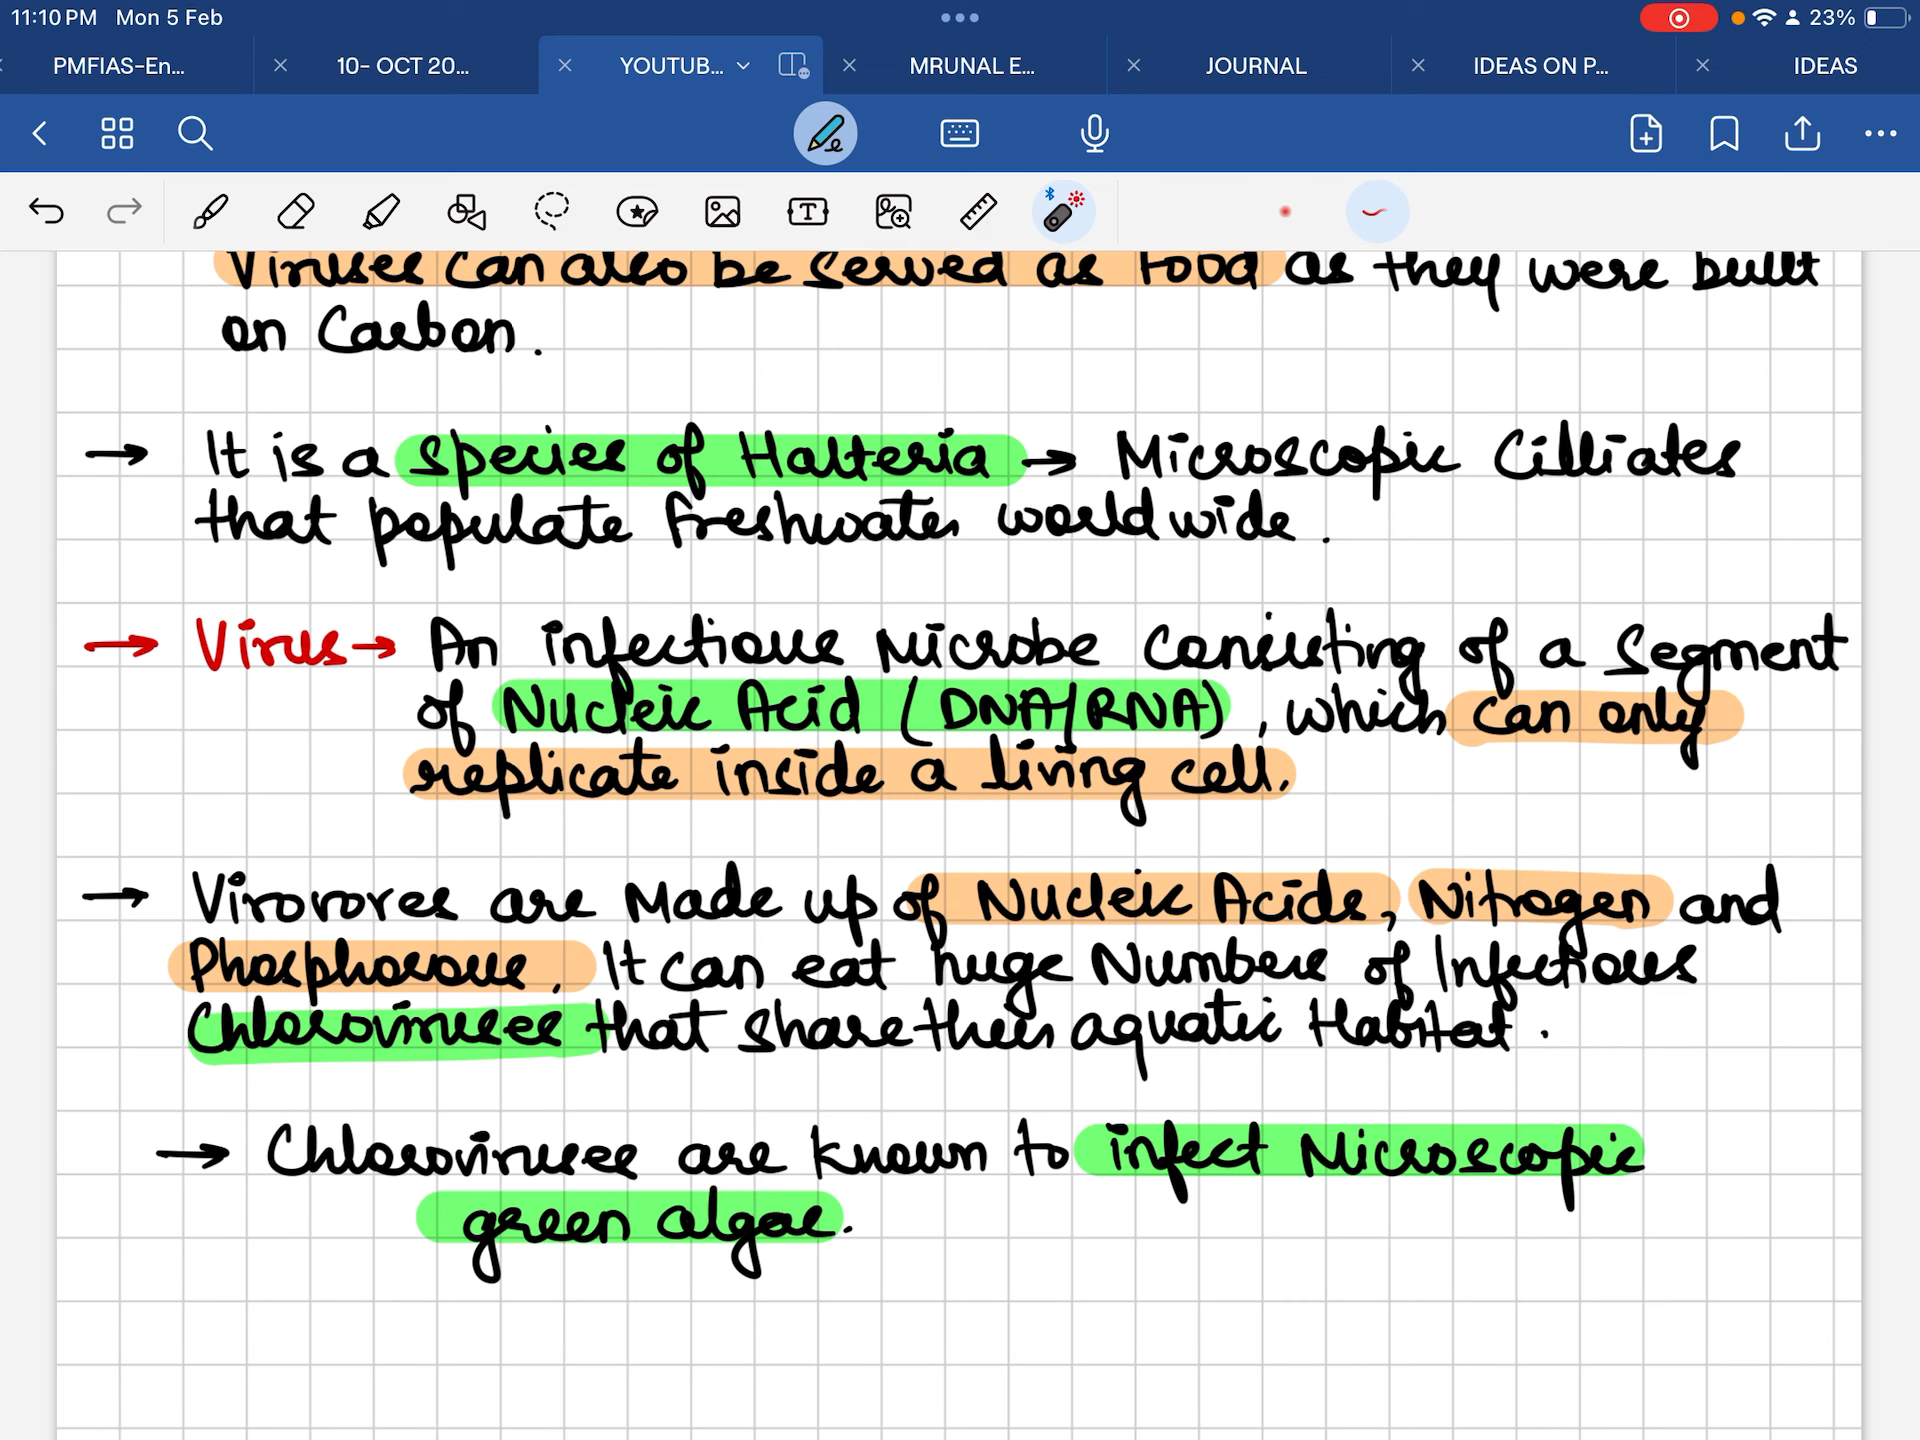 11:10 PM Mon 5 Feb
23%
PMFIAS-En...
10- OCT 20...
YOUTUB...
MRUNAL E...
JOURNAL
IDEAS ON P...
IDEAS
Viruses can also be served as Food as they were built
on Carbon.
→ It is a species of Halteria → Microscopic Cilliates
that populate freshwater worldwide.
→ Virus → An infectious Microbe consisting of a segment
of Nucleic Acid (DNA/RNA), which can only
replicate inside a living cell.
→ Virovores are Made up of Nucleic Acids, Nitrogen and
Phosphorous. It can eat huge Numbers of Infectious
Chloroviruses that share their aquatic Habitat.
→ Chloroviruses are known to infect Microscopic
green algae.